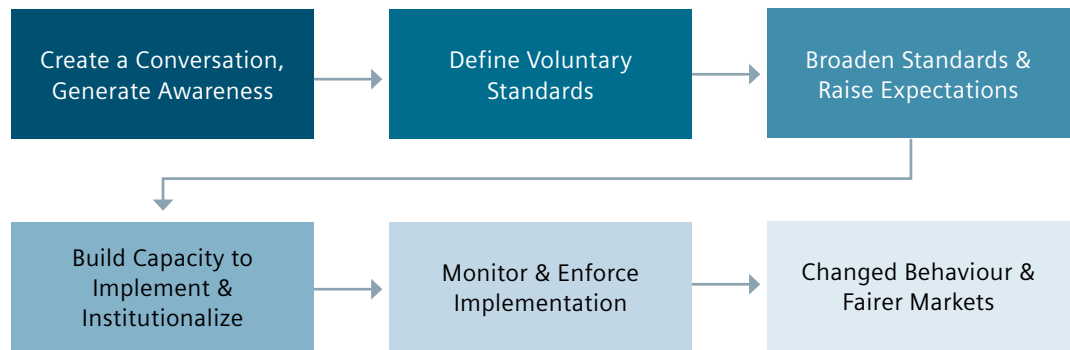 Create a Conversation,
Generate Awareness
Define Voluntary
Standards
Broaden Standards &
Raise Expectations
Build Capacity to
Implement &
Institutionalize
Monitor & Enforce
Implementation
Changed Behaviour &
Fairer Markets